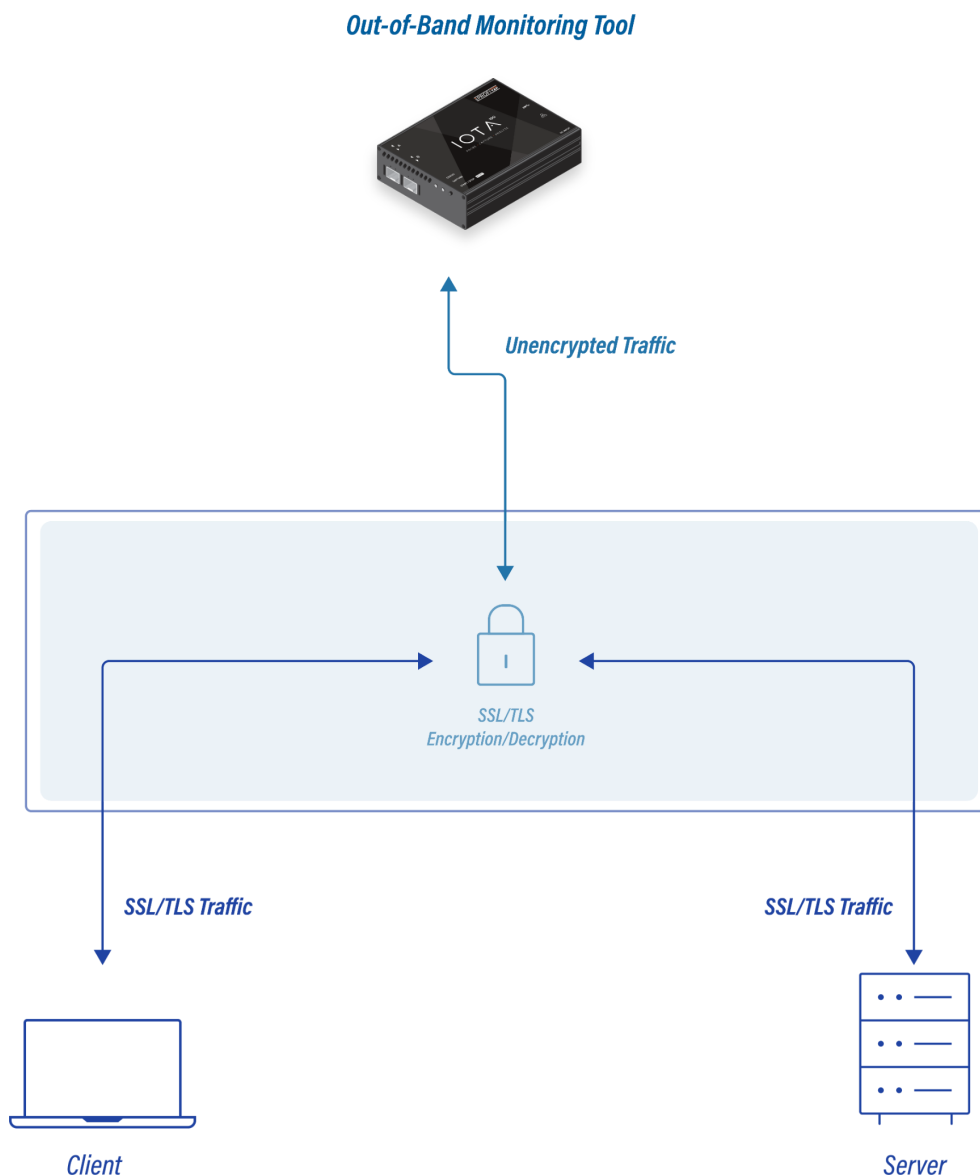 Out-of-Band Monitoring Tool
PROFITAP
IOTA
Unencrypted Traffic
SSL/TLS
Encryption/Decryption
SSL/TLS Traffic
SSL/TLS Traffic
Client
Server